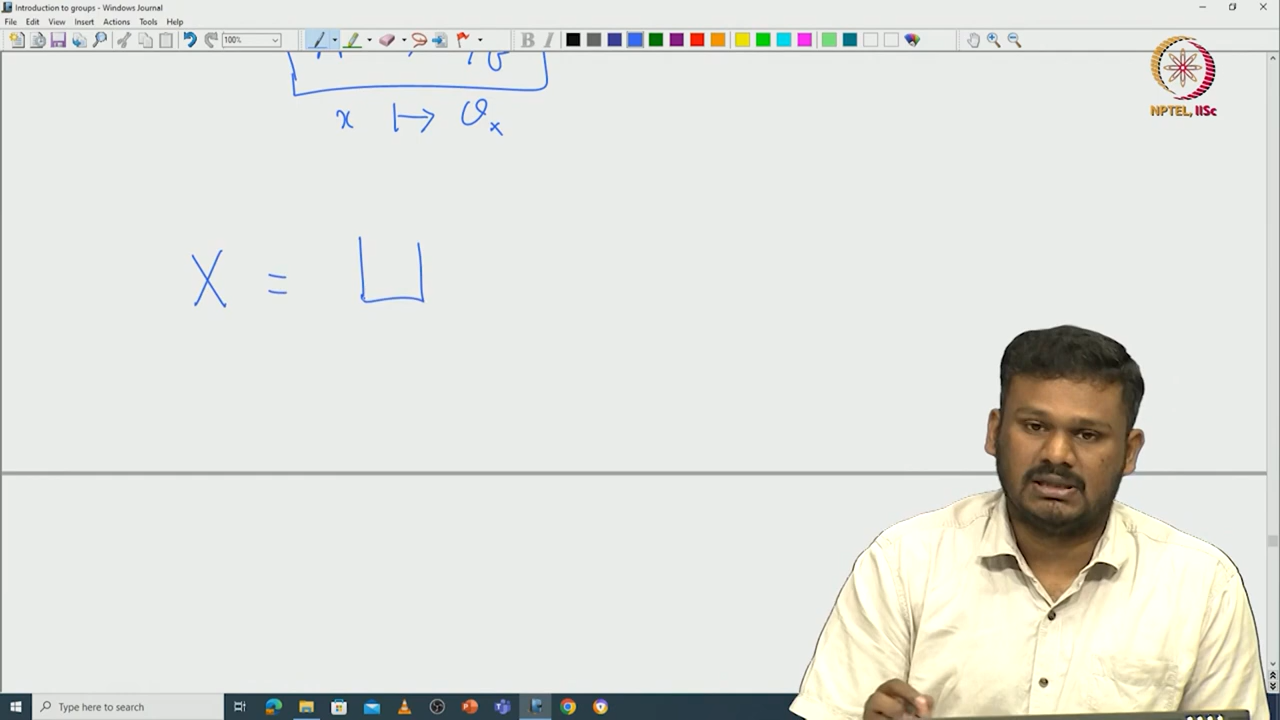 Introduction to groups - Windows Journal
File Edit View Insert Actions Tools Help
100% B I
x ↦ 𝒪ₓ
NPTEL, IISc
X = ⊔
Type here to search